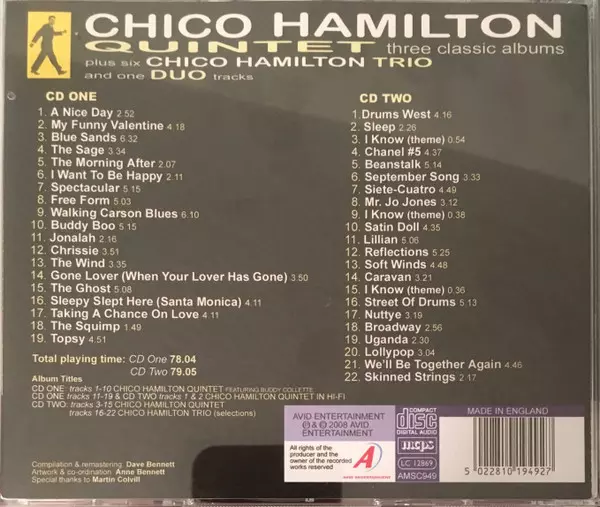 CHICO HAMILTON
QUINTET three classic albums
plus six CHICO HAMILTON TRIO
and one DUO tracks
CD ONE
1. A Nice Day 2.52
2. My Funny Valentine 4.18
3. Blue Sands 6.32
4. The Sage 3.34
5. The Morning After 2.07
6. I Want To Be Happy 2.11
7. Spectacular 5.15
8. Free Form 5.03
9. Walking Carson Blues 6.10
10. Buddy Boo 5.15
11. Jonalah 2.16
12. Chrissie 3.51
13. The Wind 3.35
14. Gone Lover (When Your Lover Has Gone) 3.50
15. The Ghost 5.08
16. Sleepy Slept Here (Santa Monica) 4.11
17. Taking A Chance On Love 4.11
18. The Squimp 1.49
19. Topsy 4.51
Total playing time: CD One 78.04
CD Two 79.05
CD TWO
1. Drums West 4.16
2. Sleep 2.26
3. I Know (theme) 0.54
4. Chanel #5 4.37
5. Beanstalk 5.14
6. September Song 3.33
7. Siete-Cuatro 4.49
8. Mr. Jo Jones 3.12
9. I Know (theme) 0.38
10. Satin Doll 4.35
11. Lillian 5.06
12. Reflections 5.25
13. Soft Winds 4.48
14. Caravan 3.21
15. I Know (theme) 0.36
16. Street Of Drums 5.13
17. Nuttye 3.19
18. Broadway 2.56
19. Uganda 2.30
20. Lollypop 3.04
21. We'll Be Together Again 4.46
22. Skinned Strings 2.17
Album Titles
CD ONE: tracks 1-10 CHICO HAMILTON QUINTET FEATURING BUDDY COLLETTE
CD ONE tracks 11-19 & CD TWO tracks 1 & 2 CHICO HAMILTON QUINTET IN HI-FI
CD TWO: tracks 3-15 CHICO HAMILTON QUINTET
tracks 16-22 CHICO HAMILTON TRIO (selections)
Compilation & remastering: Dave Bennett
Artwork & co-ordination Anne Bennett
Special thanks to Martin Colvill
AVID ENTERTAINMENT
℗ & © 2008 AVID
ENTERTAINMENT
All rights of the
producer and the
owner of the recorded
works reserved
A
AVID ENTERTAINMENT
COMPACT
disc
DIGITAL AUDIO
mcps
LC 12869
AMSC949
MADE IN ENGLAND
5 022810 194927